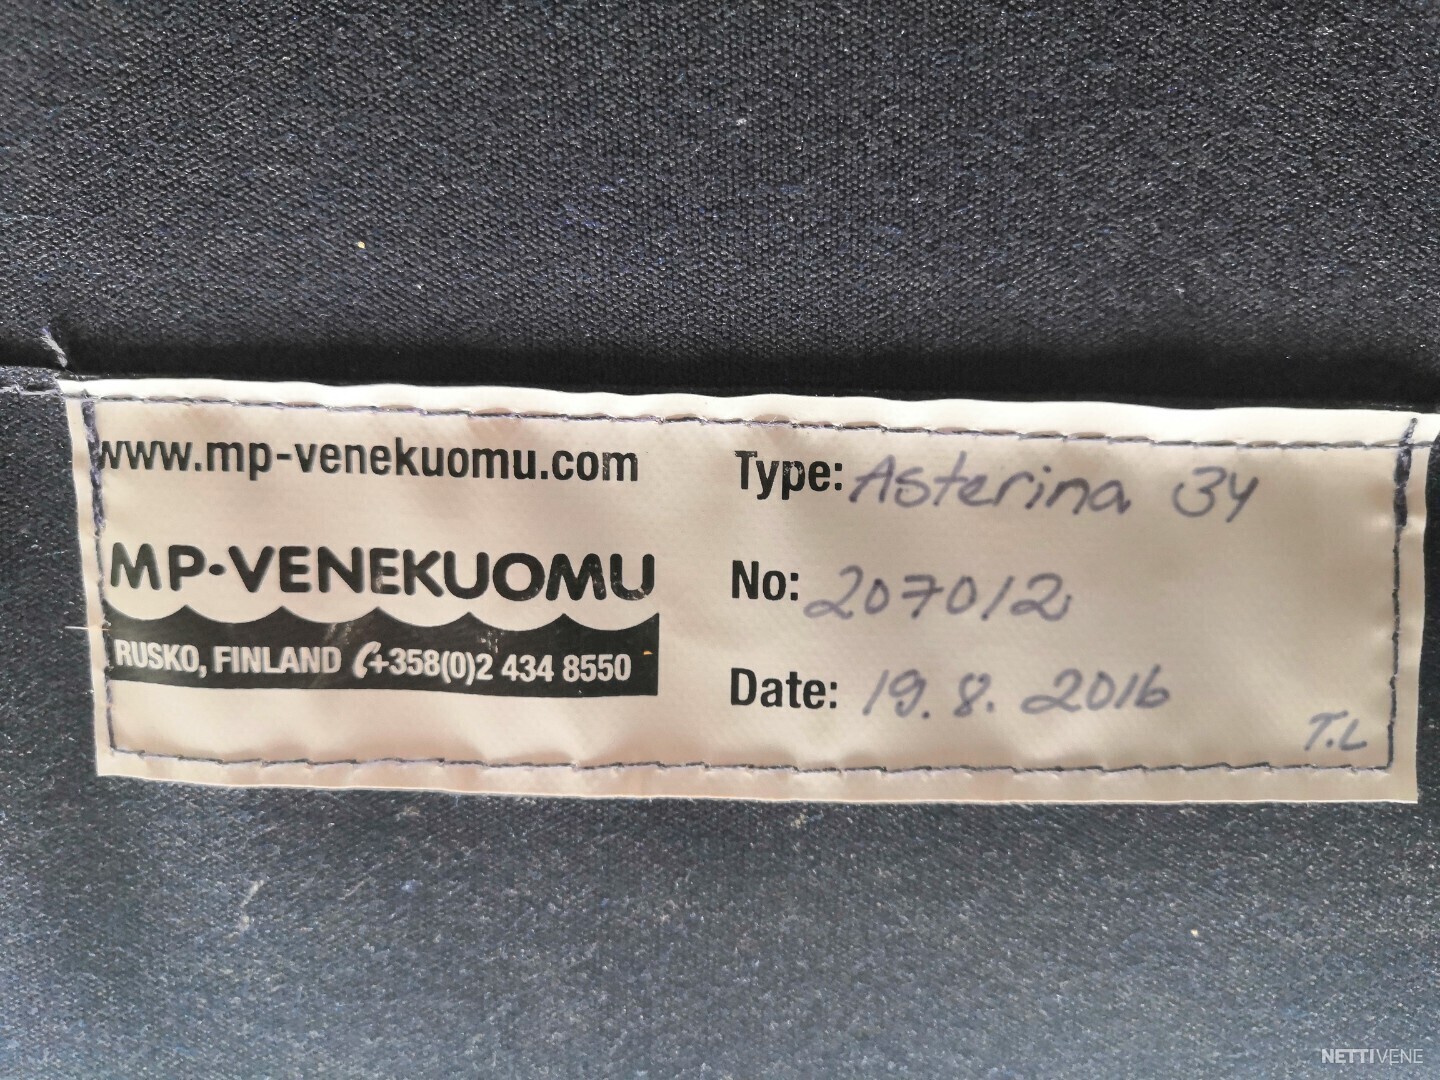 www.mp-venekuomu.com
MP-VENEKUOMU
RUSKO, FINLAND +358(0)2 434 8550
Type: Asterina 34
No: 207012
Date: 19.8.2016
T.L
NETTIVENE